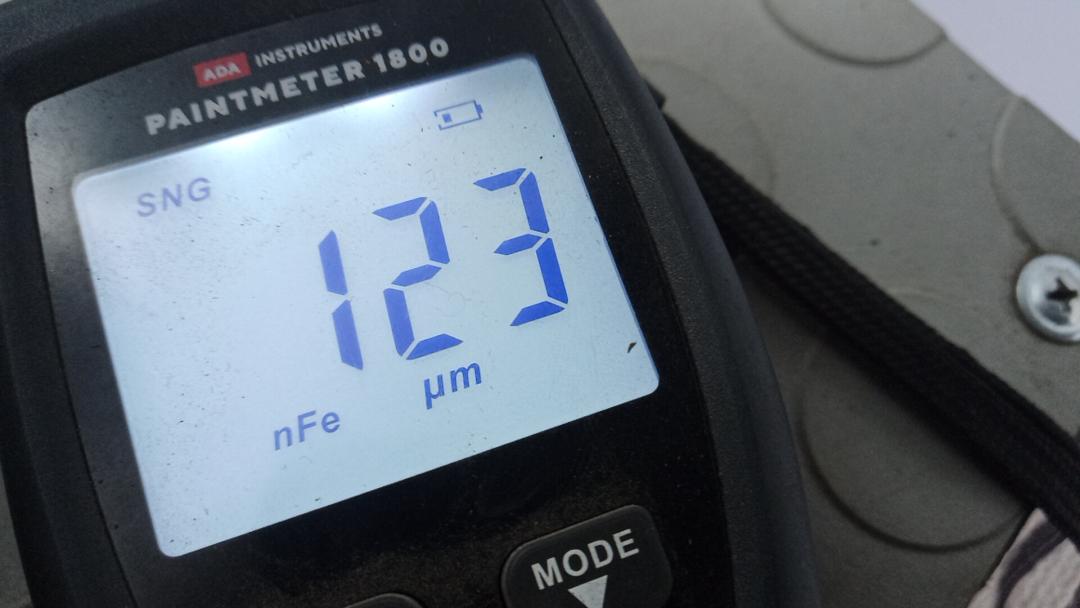 ADA INSTRUMENTS
PAINTMETER 1800
SNG
123
µm
nFe
MODE